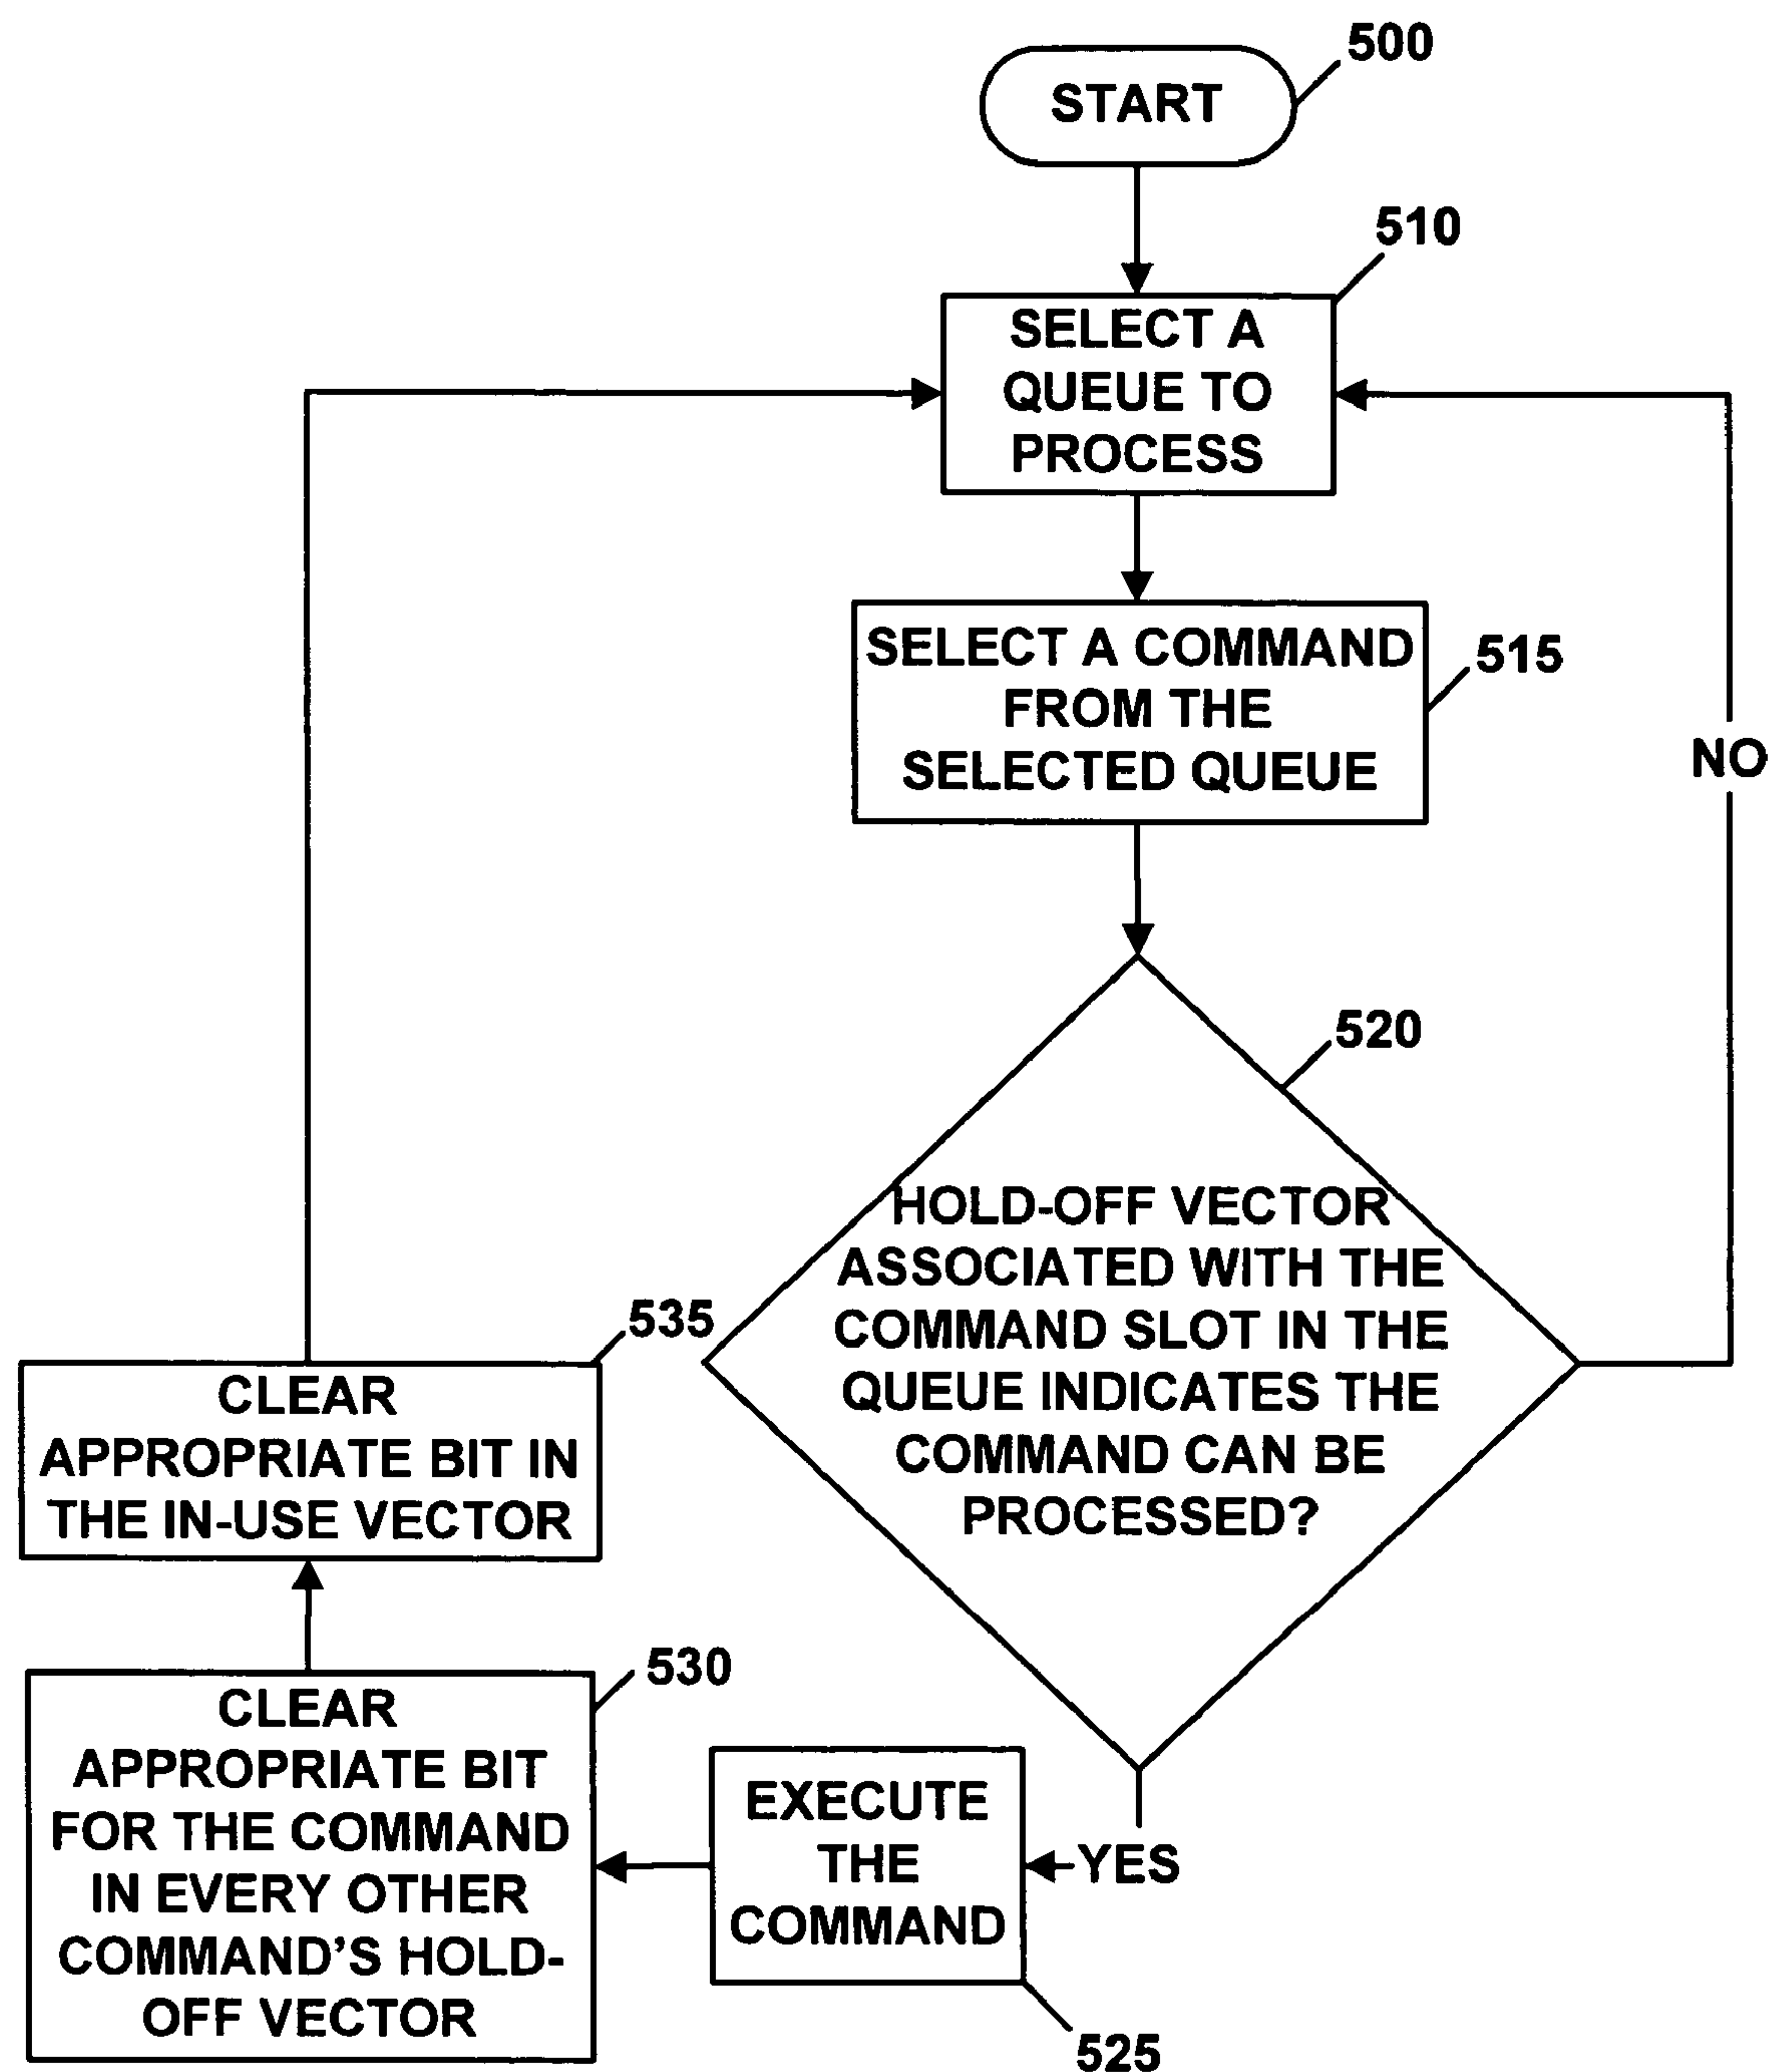 500
START
510
SELECT A
QUEUE TO
PROCESS
SELECT A COMMAND
FROM THE
SELECTED QUEUE
515
NO
520
HOLD-OFF VECTOR
ASSOCIATED WITH THE
COMMAND SLOT IN THE
QUEUE INDICATES THE
COMMAND CAN BE
PROCESSED?
YES
EXECUTE
THE
COMMAND
525
530
CLEAR
APPROPRIATE BIT
FOR THE COMMAND
IN EVERY OTHER
COMMAND'S HOLD-
OFF VECTOR
535
CLEAR
APPROPRIATE BIT IN
THE IN-USE VECTOR